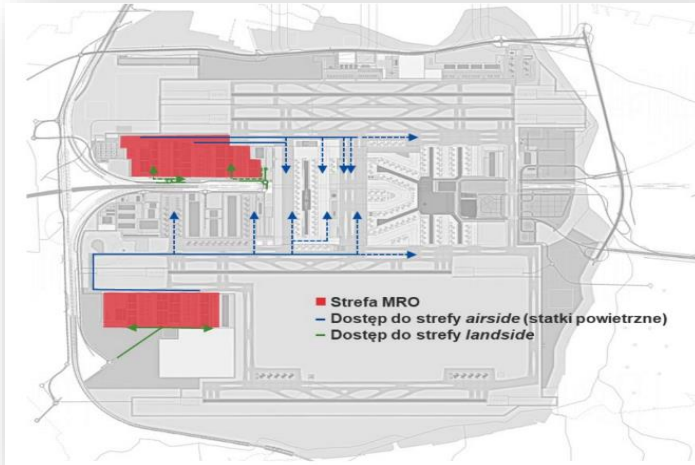 Strefa MRO
Dostęp do strefy airside (statki powietrzne)
Dostęp do strefy landside